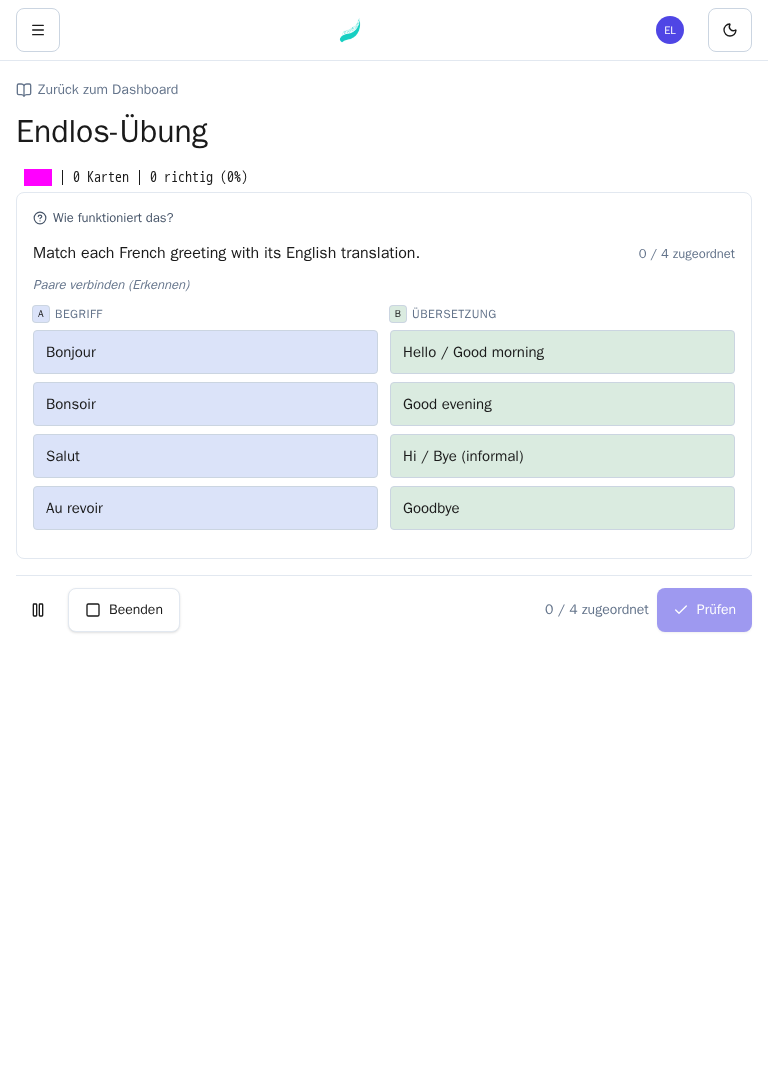 EL
Zurück zum Dashboard
Endlos-Übung
| 0 Karten | 0 richtig (0%)
Wie funktioniert das?
Match each French greeting with its English translation.
0 / 4 zugeordnet
Paare verbinden (Erkennen)
A BEGRIFF
B ÜBERSETZUNG
Bonjour
Hello / Good morning
Bonsoir
Good evening
Salut
Hi / Bye (informal)
Au revoir
Goodbye
Beenden
0 / 4 zugeordnet
Prüfen